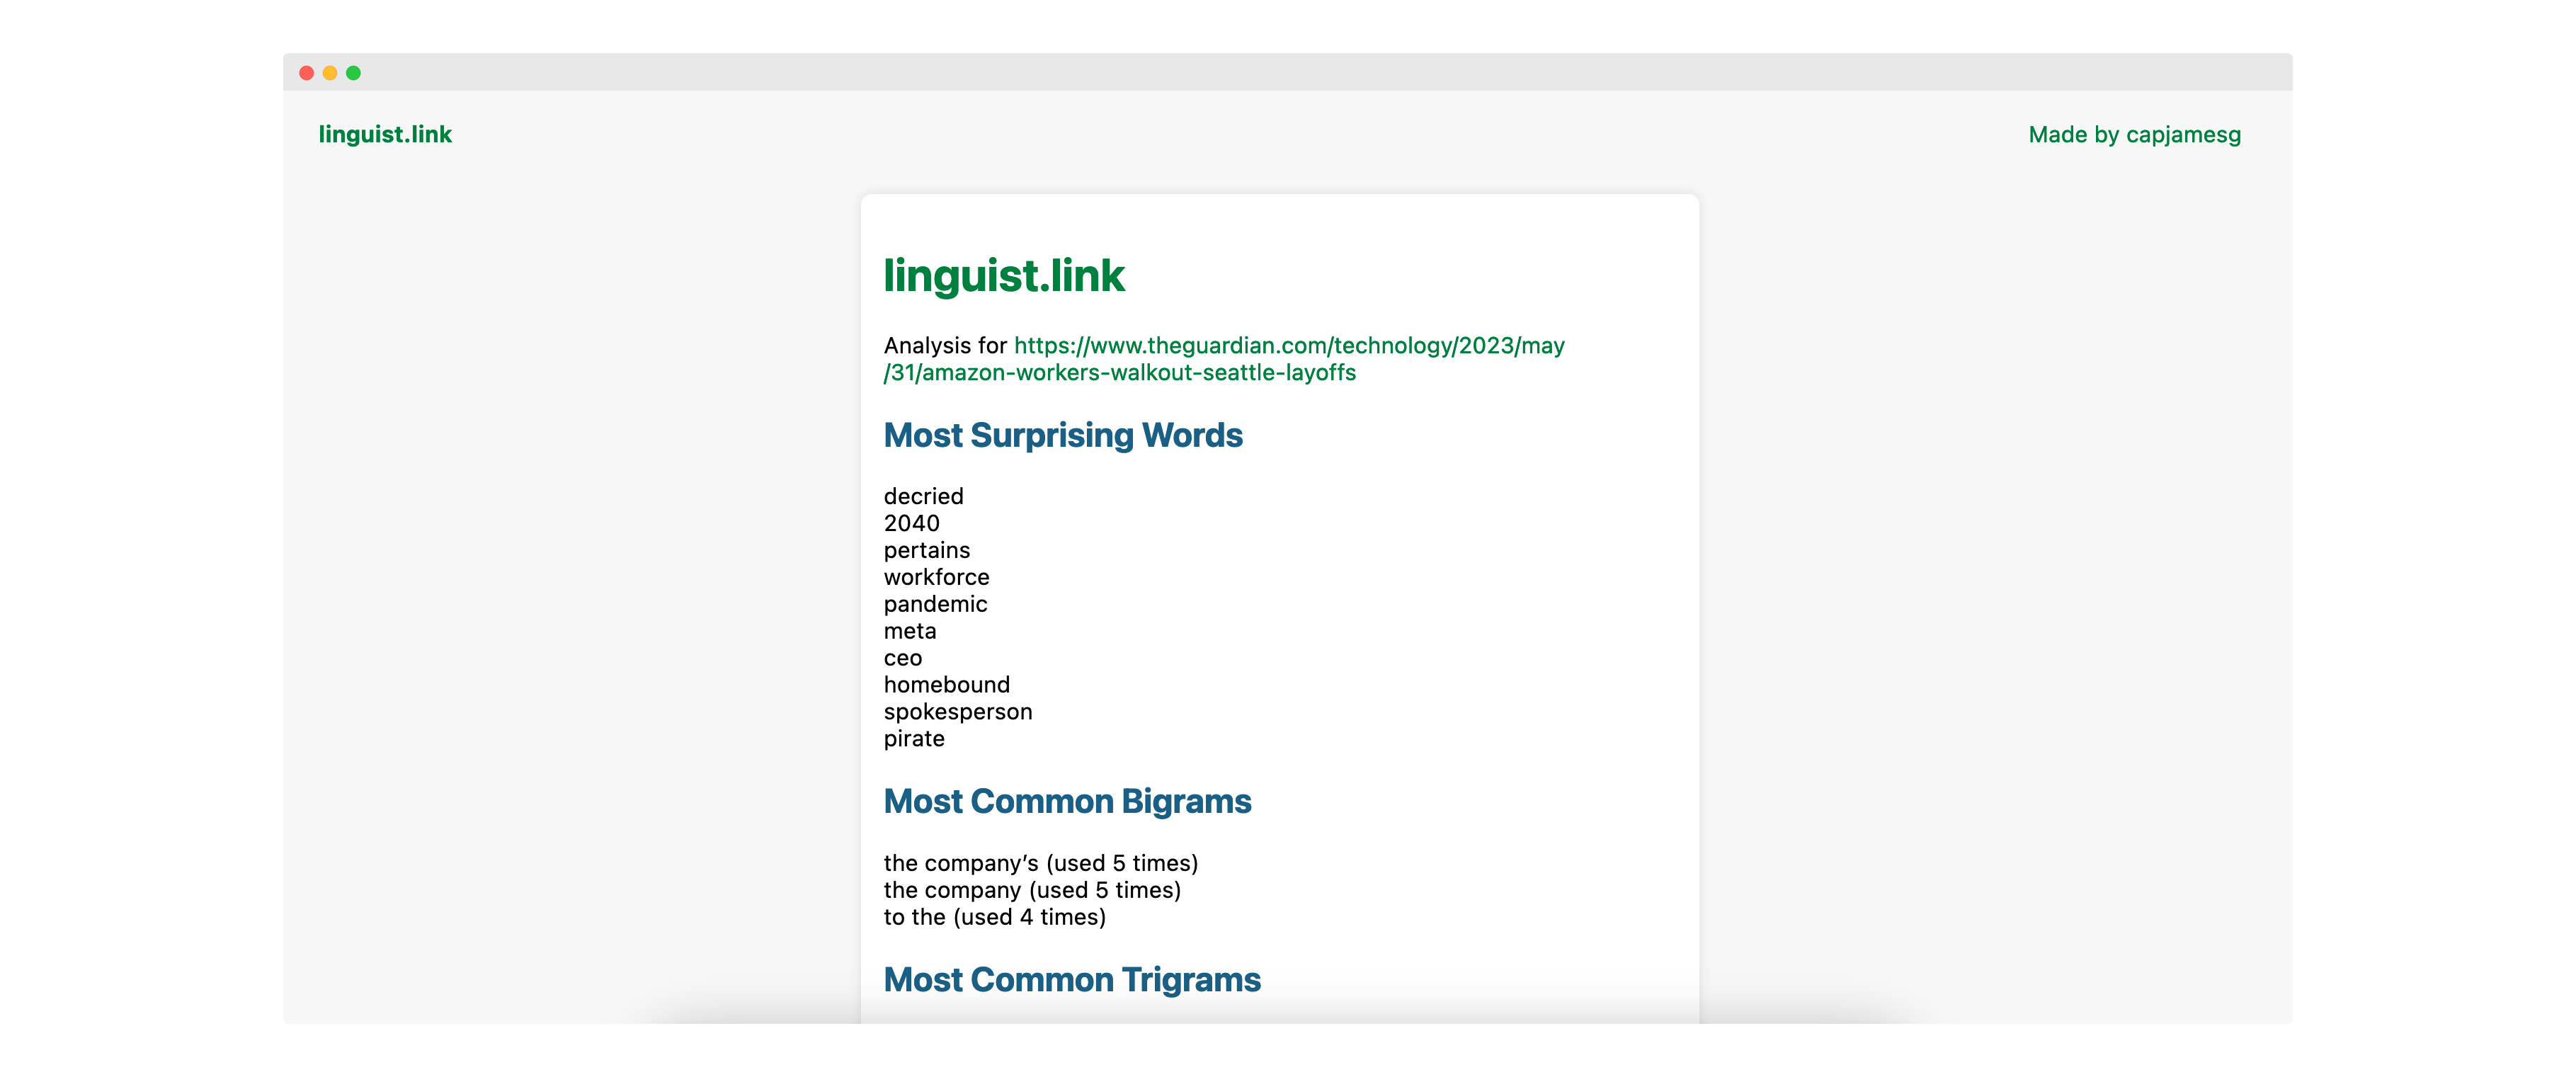 linguist.link
Made by capjamesg
linguist.link
Analysis for https://www.theguardian.com/technology/2023/may
/31/amazon-workers-walkout-seattle-layoffs
Most Surprising Words
decried
2040
pertains
workforce
pandemic
meta
ceo
homebound
spokesperson
pirate
Most Common Bigrams
the company’s (used 5 times)
the company (used 5 times)
to the (used 4 times)
Most Common Trigrams